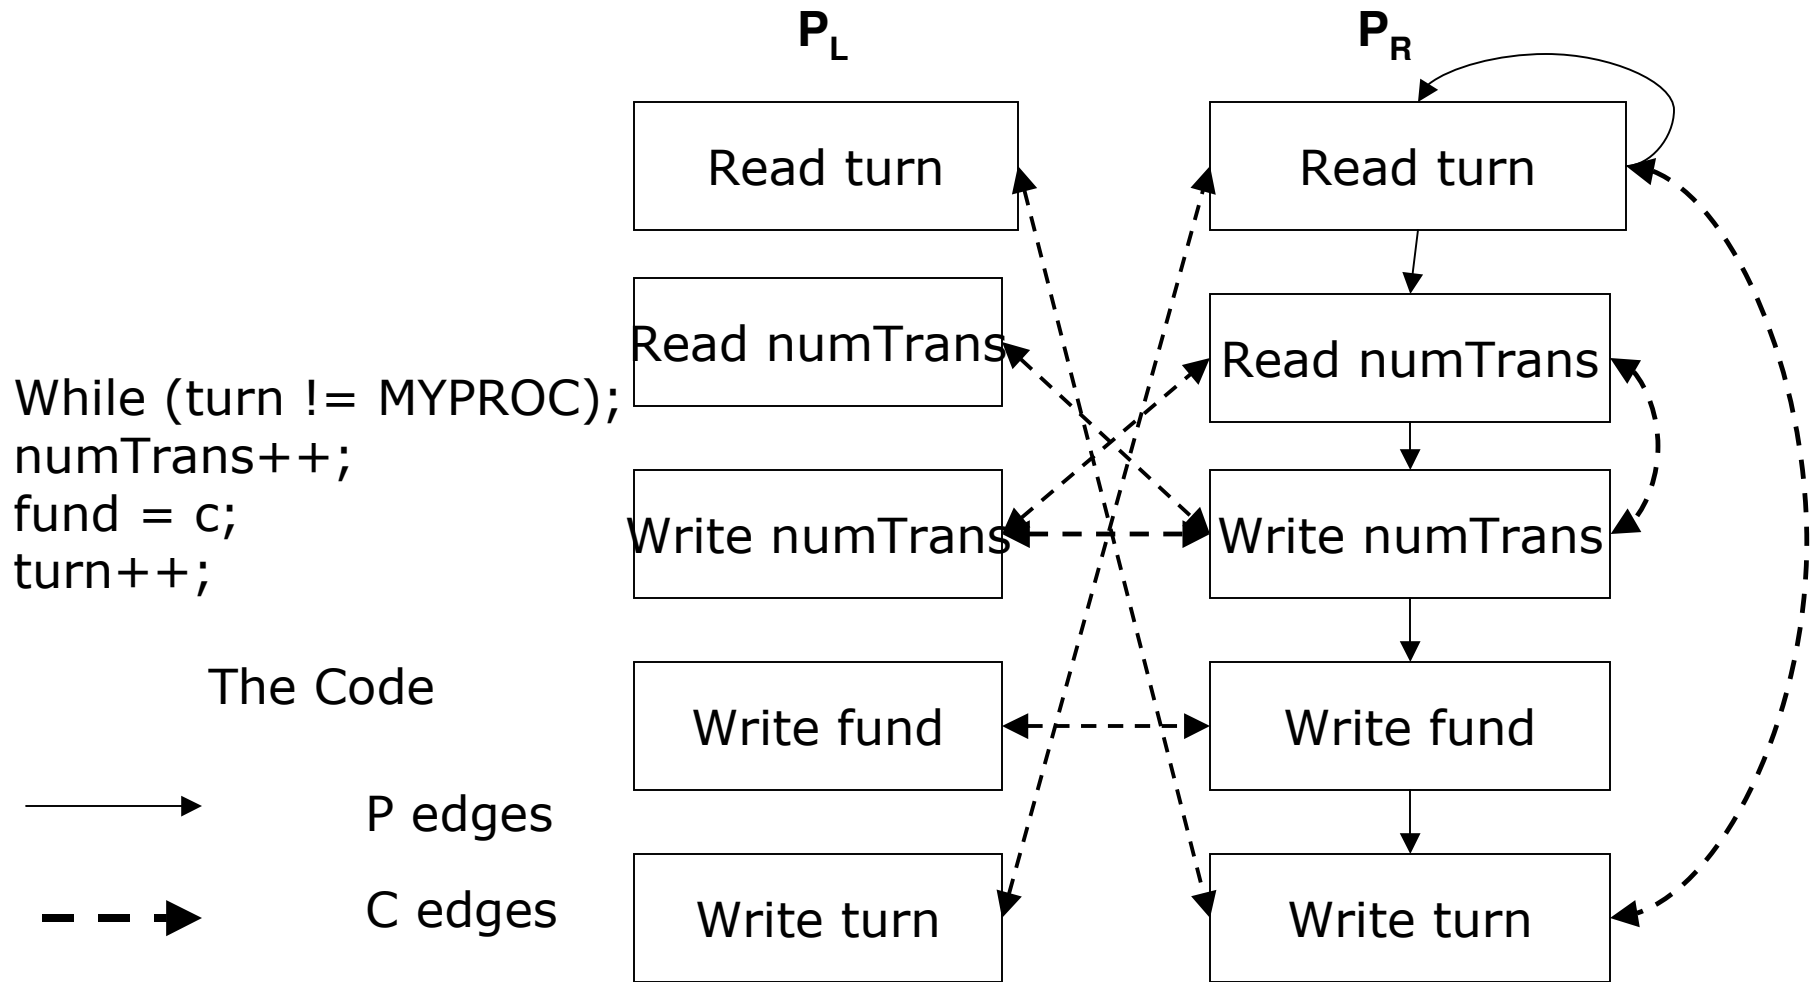 P_L
P_R
Read turn
Read turn
Read numTrans
Read numTrans
While (turn != MYPROC);
numTrans++;
fund = c;
turn++;
Write numTrans
Write numTrans
The Code
Write fund
Write fund
P edges
C edges
Write turn
Write turn